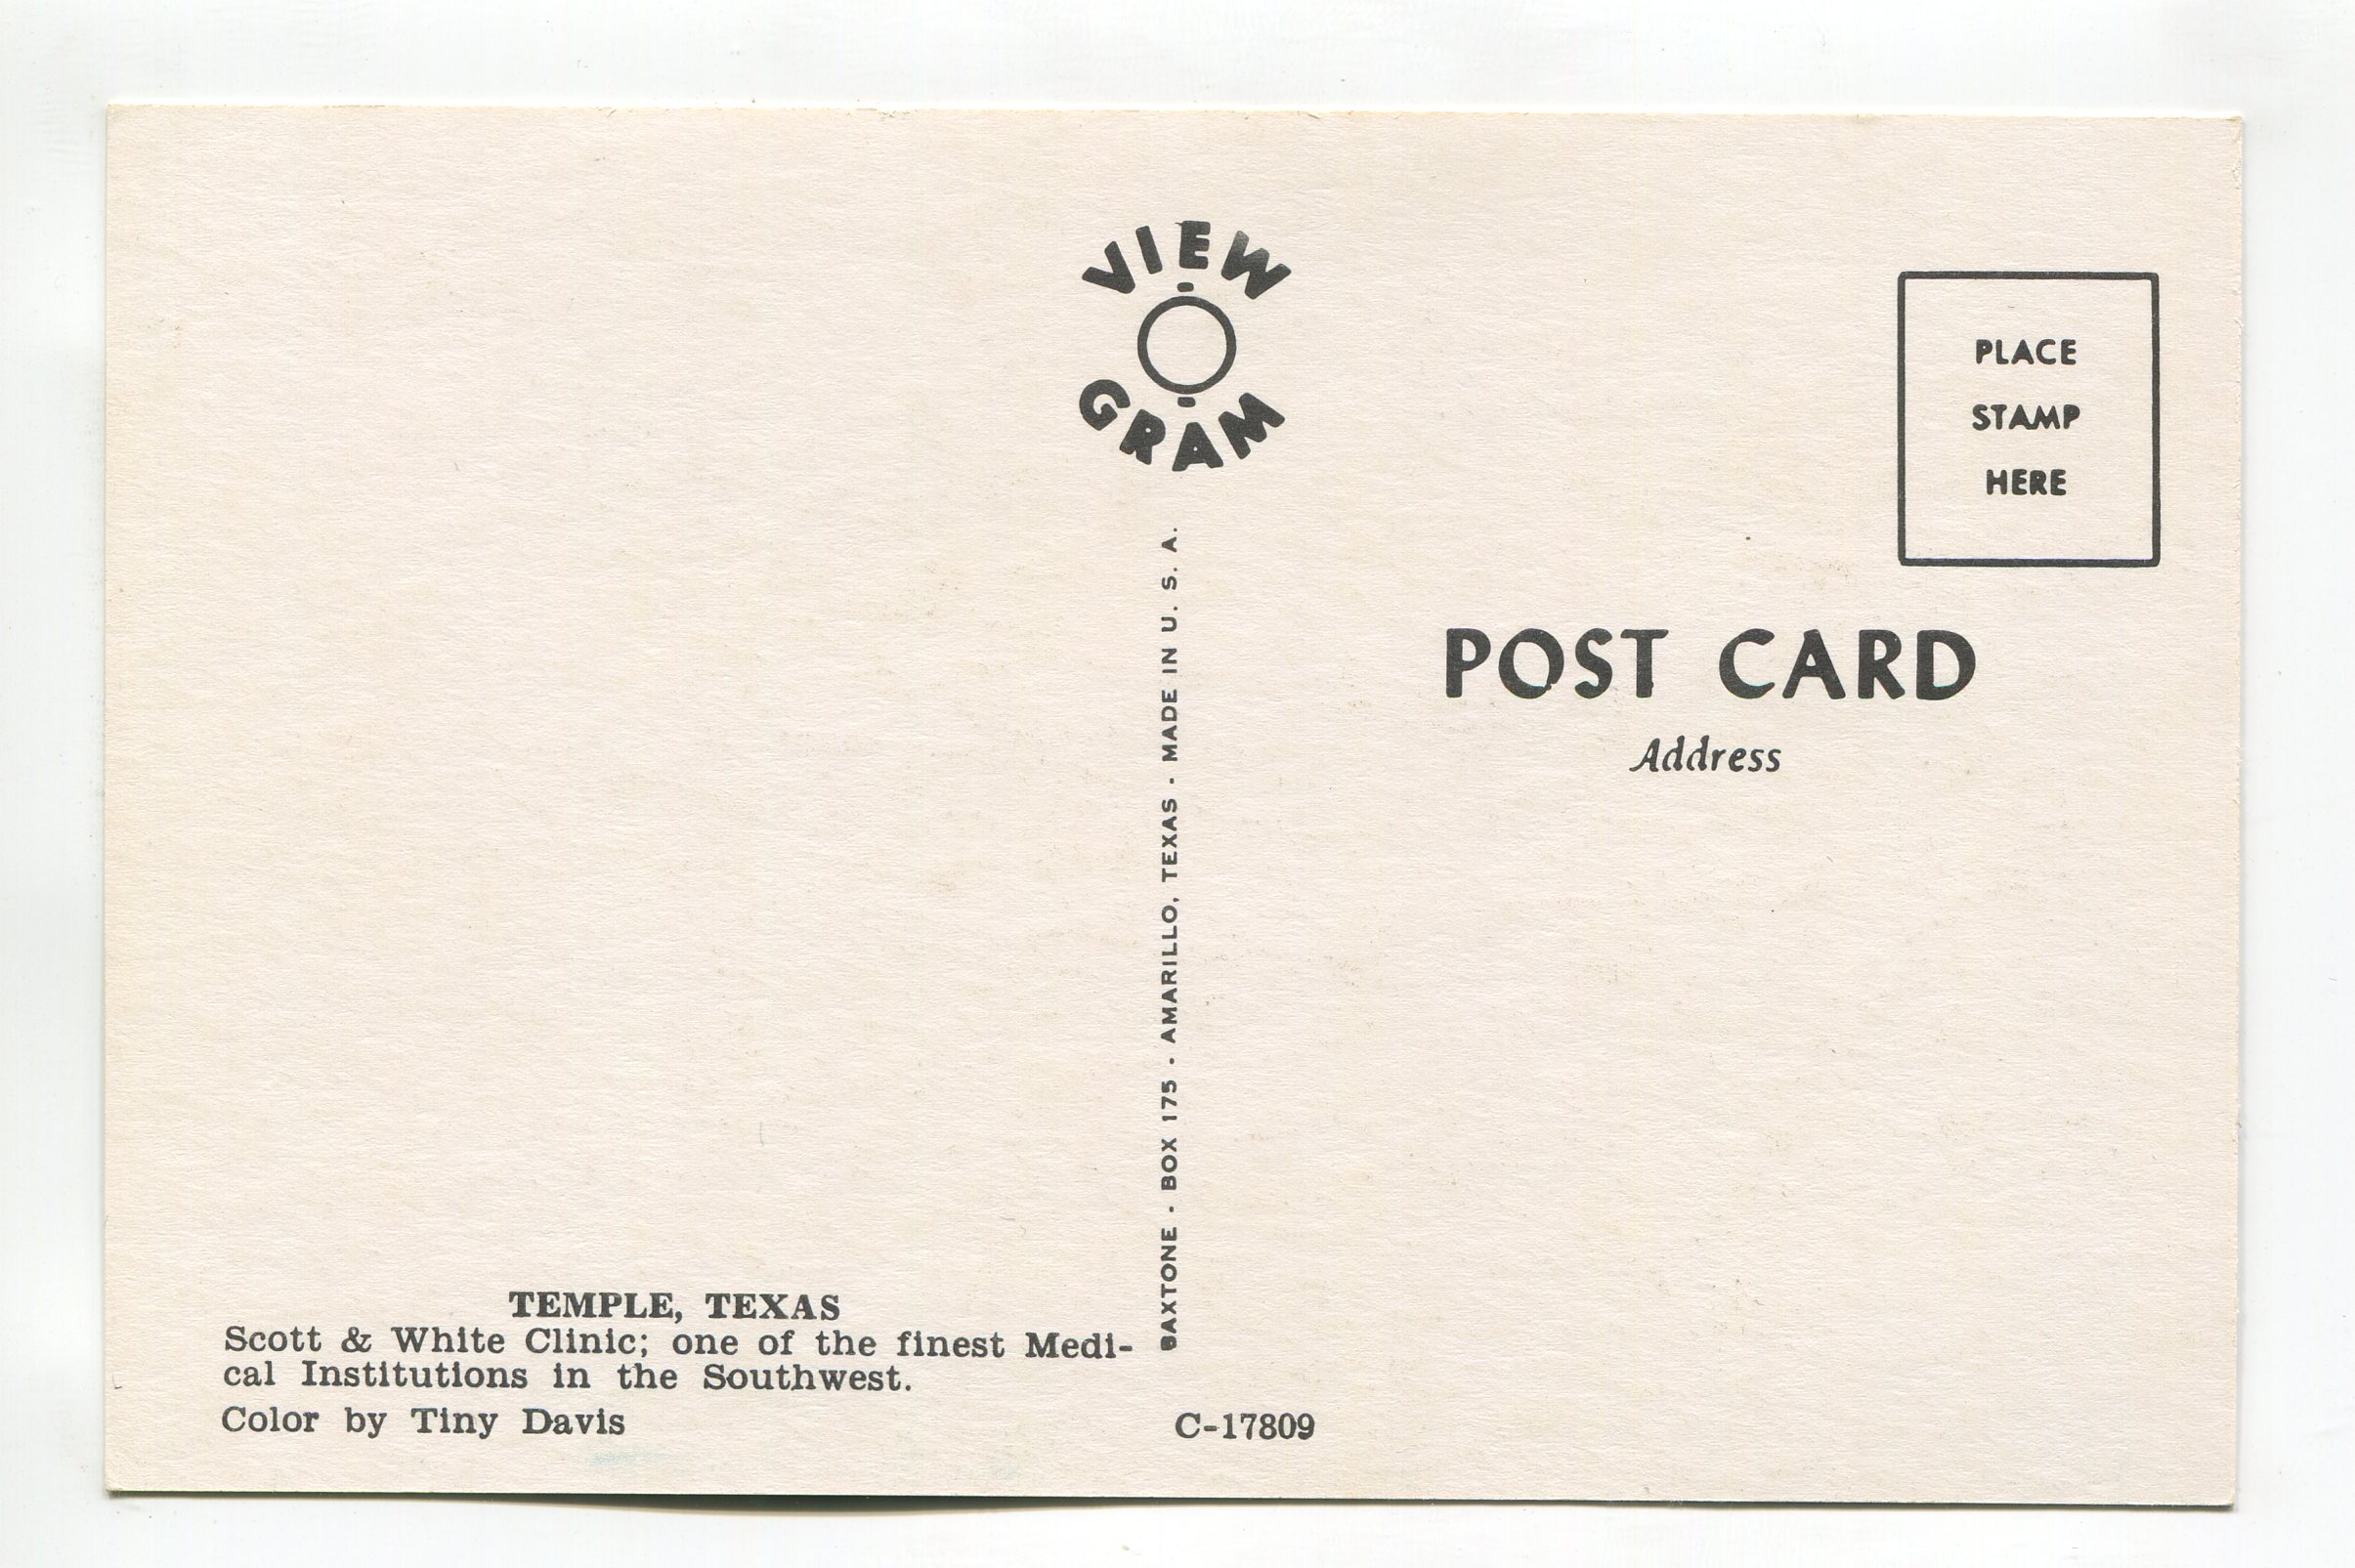 VIEW
GRAM
PLACE
STAMP
HERE
POST CARD
Address
BAXTONE · BOX 175 · AMARILLO, TEXAS · MADE IN U. S. A.
TEMPLE, TEXAS
Scott & White Clinic; one of the finest Medi-
cal Institutions in the Southwest.
Color by Tiny Davis
C-17809